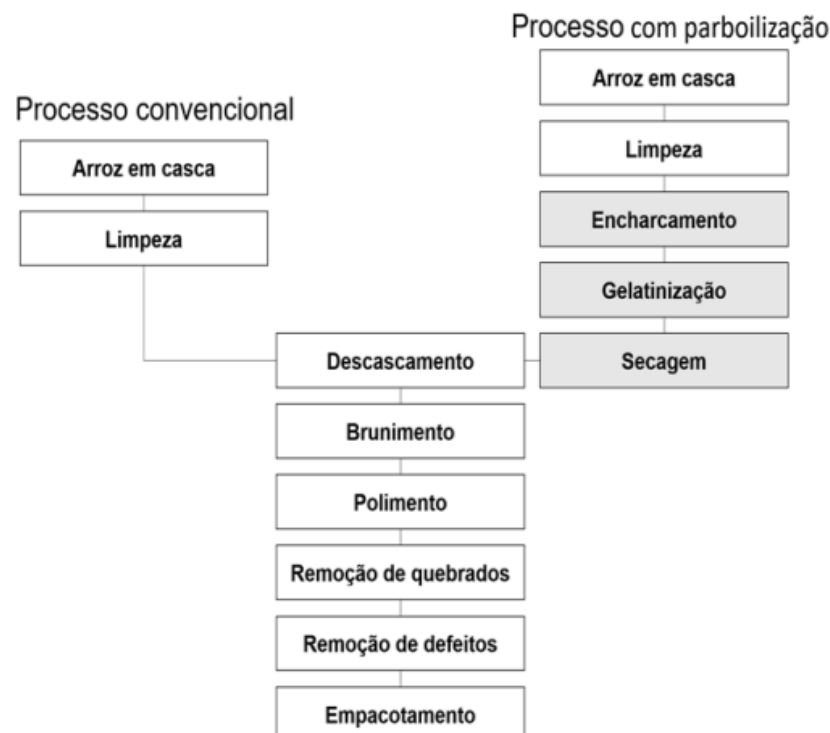 Processo com parboilização
Arroz em casca
Limpeza
Encharcamento
Gelatinização
Secagem
Processo convencional
Arroz em casca
Limpeza
Descascamento
Brunimento
Polimento
Remoção de quebrados
Remoção de defeitos
Empacotamento